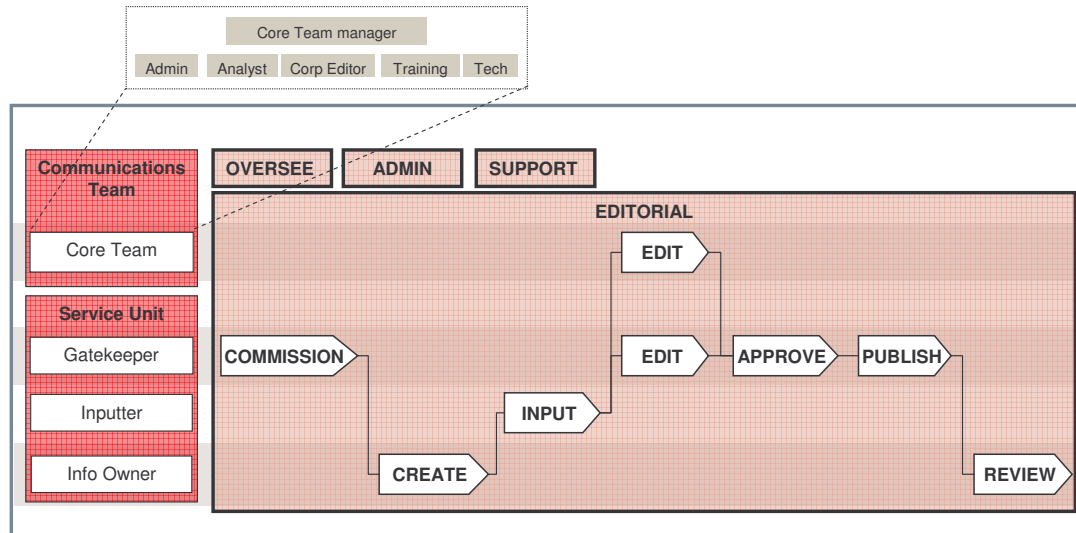 Core Team manager
Admin Analyst Corp Editor Training Tech
Communications
Team
OVERSEE ADMIN SUPPORT
EDITORIAL
Core Team
EDIT
Service Unit
Gatekeeper
COMMISSION
EDIT
APPROVE
PUBLISH
Inputter
INPUT
Info Owner
CREATE
REVIEW